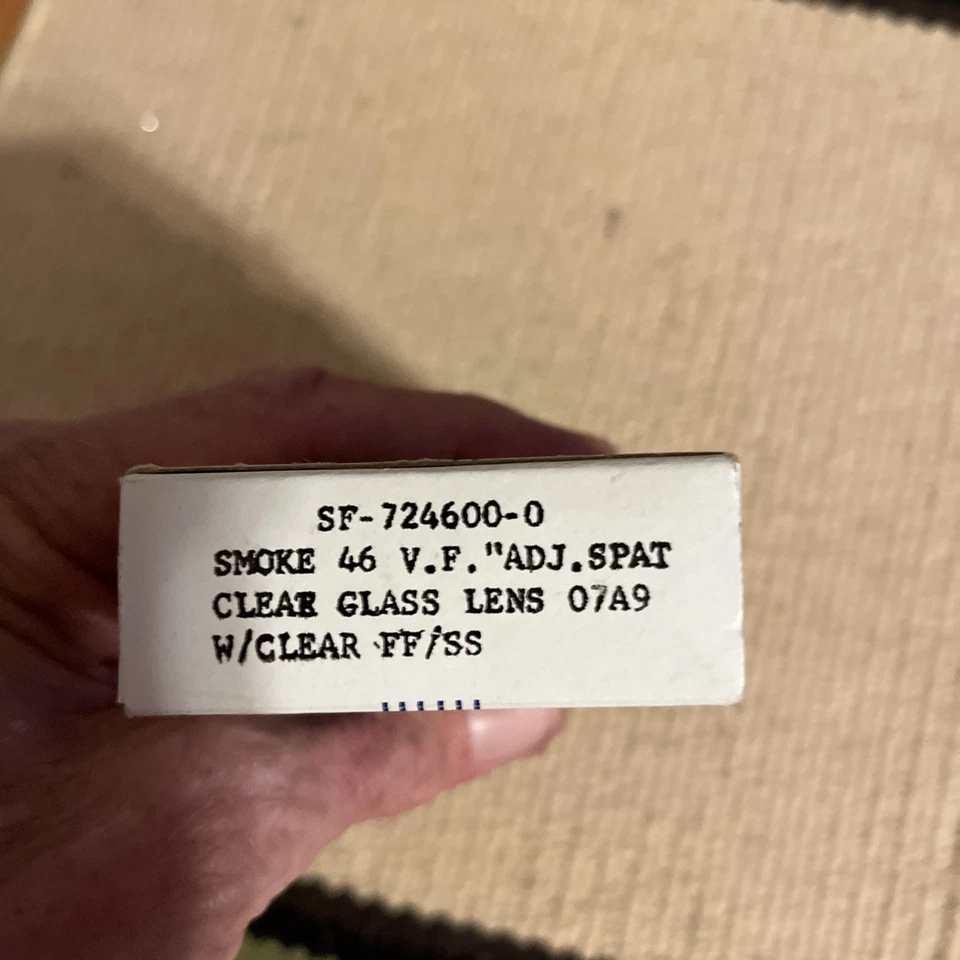 SF-724600-0
SMOKE 46 V.F."ADJ.SPAT
CLEAR GLASS LENS 07A9
W/CLEAR FF/SS